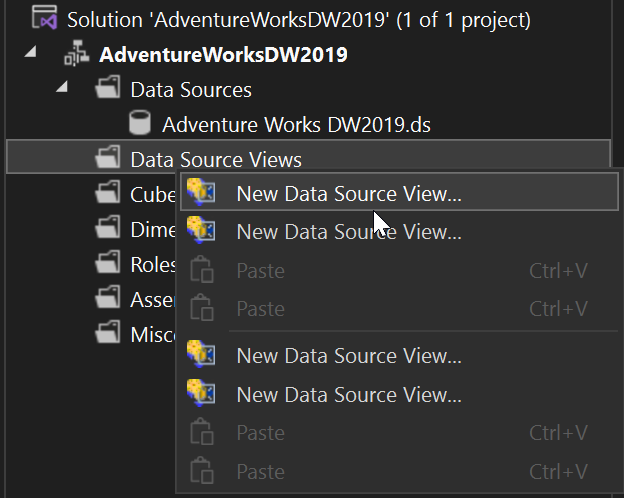 Solution 'AdventureWorksDW2019' (1 of 1 project)
AdventureWorksDW2019
Data Sources
Adventure Works DW2019.ds
Data Source Views
Cube
New Data Source View...
Dime
New Data Source View...
Roles
Paste Ctrl+V
Asse
Paste Ctrl+V
Misc
New Data Source View...
New Data Source View...
Paste Ctrl+V
Paste Ctrl+V